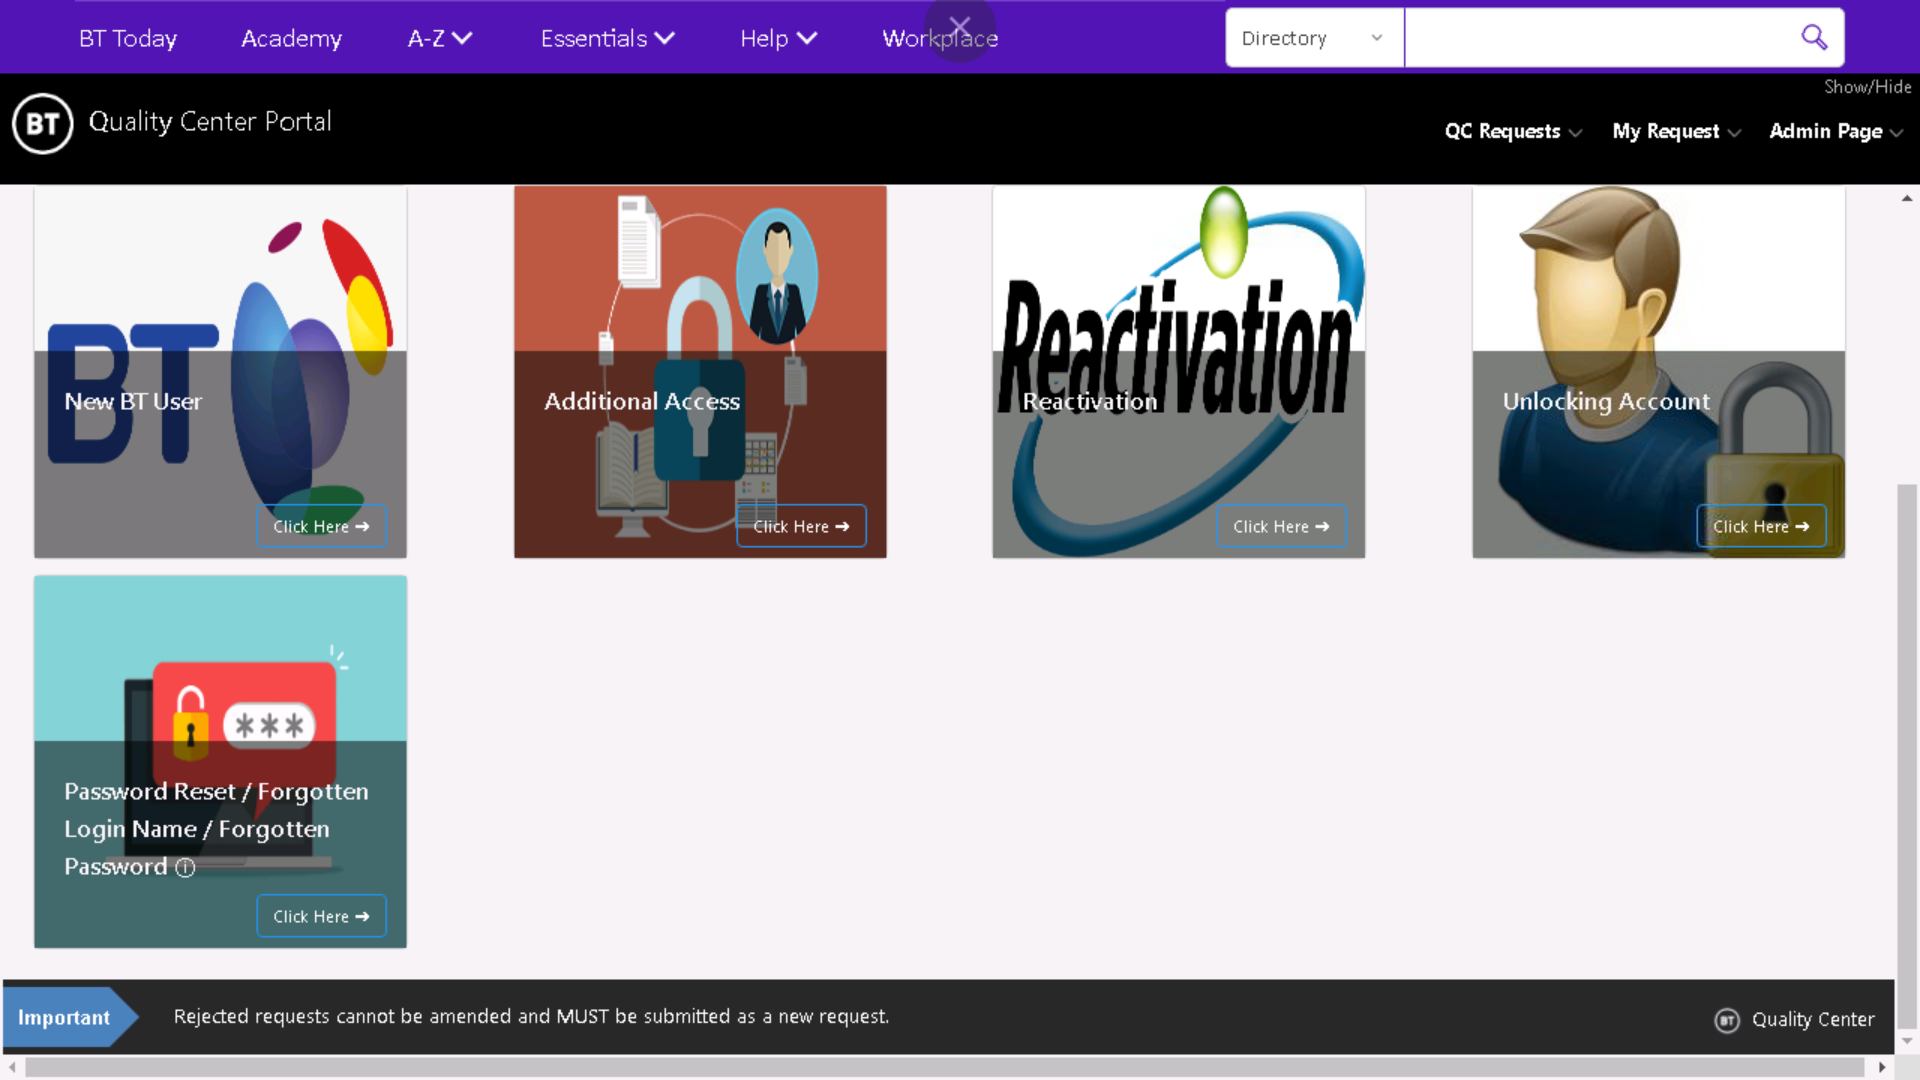 BT Today Academy A-Z Essentials Help Workplace Directory
Show/Hide
BT Quality Center Portal
QC Requests My Request Admin Page
BT
New BT User
Click Here →
Additional Access
Click Here →
Reactivation
Reactivation
Click Here →
Unlocking Account
Click Here →
***
Password Reset / Forgotten
Login Name / Forgotten
Password ⓘ
Click Here →
Important Rejected requests cannot be amended and MUST be submitted as a new request.
BT Quality Center